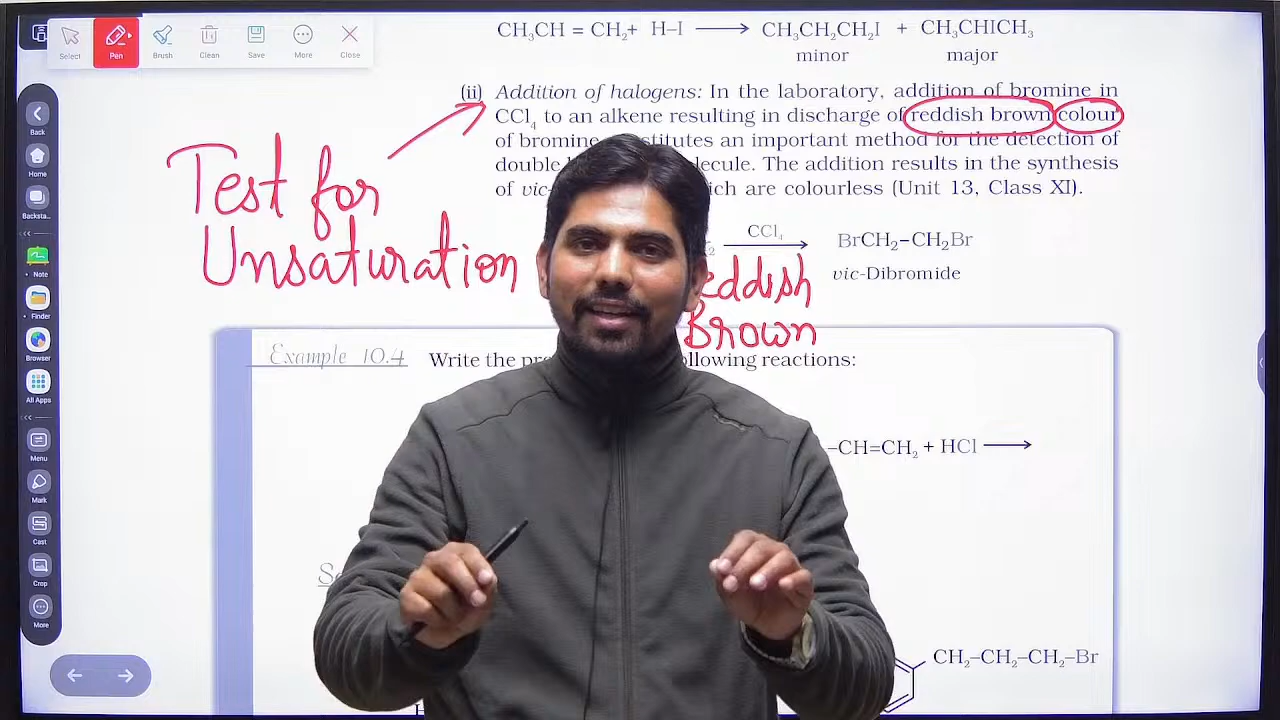 CH₃CH = CH₂+ H–I ⟶ CH₃CH₂CH₂I + CH₃CHICH₃
minor major
Select Pen Brush Clean Save More Close
(ii) Addition of halogens: In the laboratory, addition of bromine in
CCl₄ to an alkene resulting in discharge of reddish brown colour
of bromine constitutes an important method for the detection of
double molecule. The addition results in the synthesis
of vic- which are colourless (Unit 13, Class XI).
Test for
Unsaturation
CCl₄
⟶ BrCH₂–CH₂Br
vic-Dibromide
Reddish
Brown
Example 10.4 Write the following reactions:
–CH=CH₂ + HCl ⟶
CH₂–CH₂–CH₂–Br
Back
Home
Backsta..
Note
Finder
Browser
All Apps
Menu
Mark
Cast
Crop
More